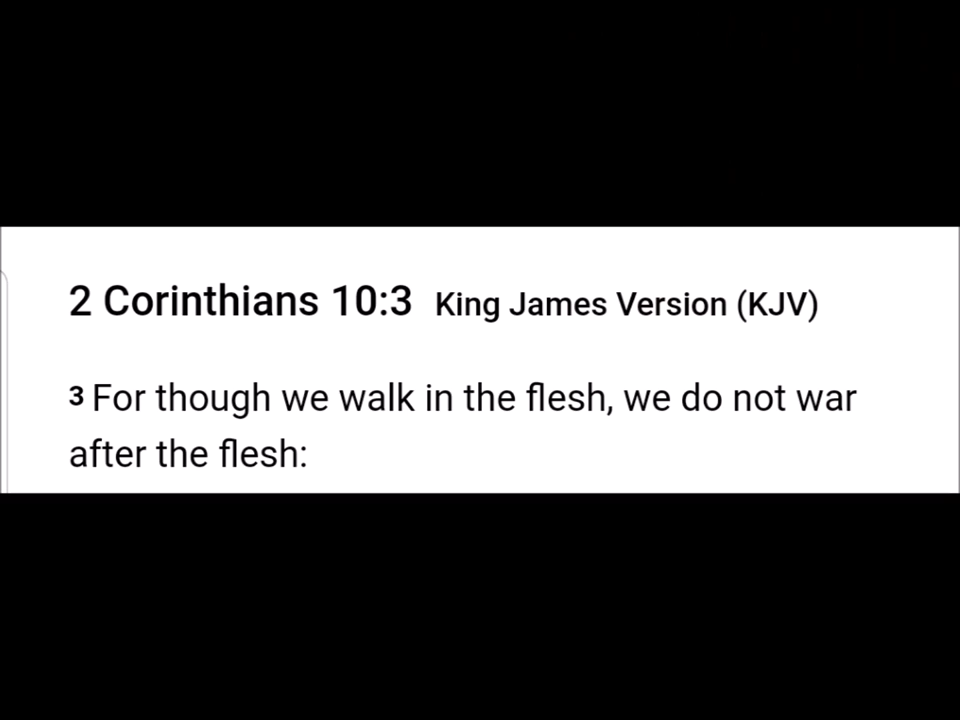 2 Corinthians 10:3 King James Version (KJV)
3 For though we walk in the flesh, we do not war
after the flesh: